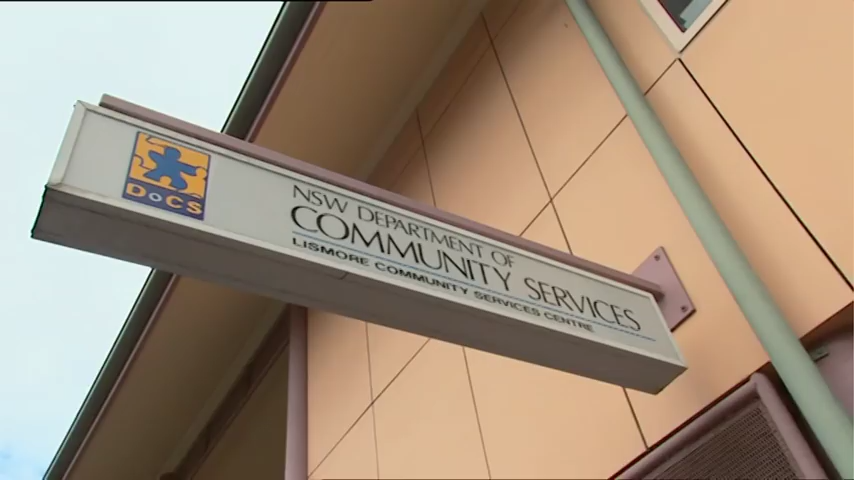 DoCS
NSW DEPARTMENT OF
COMMUNITY SERVICES
LISMORE COMMUNITY SERVICES CENTRE